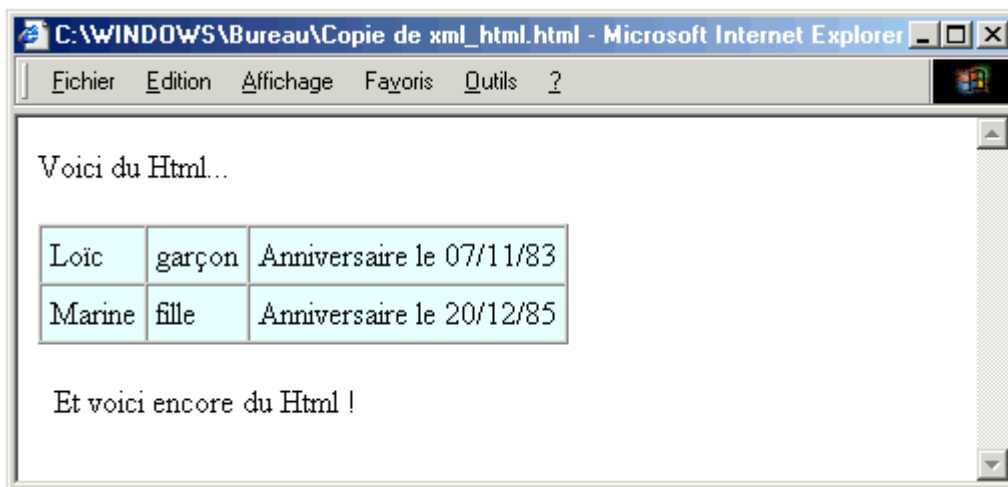 C:\WINDOWS\Bureau\Copie de xml_html.html - Microsoft Internet Explorer
Fichier Edition Affichage Favoris Outils ?
Voici du Html...
Loïc garçon Anniversaire le 07/11/83
Marine fille Anniversaire le 20/12/85
Et voici encore du Html !